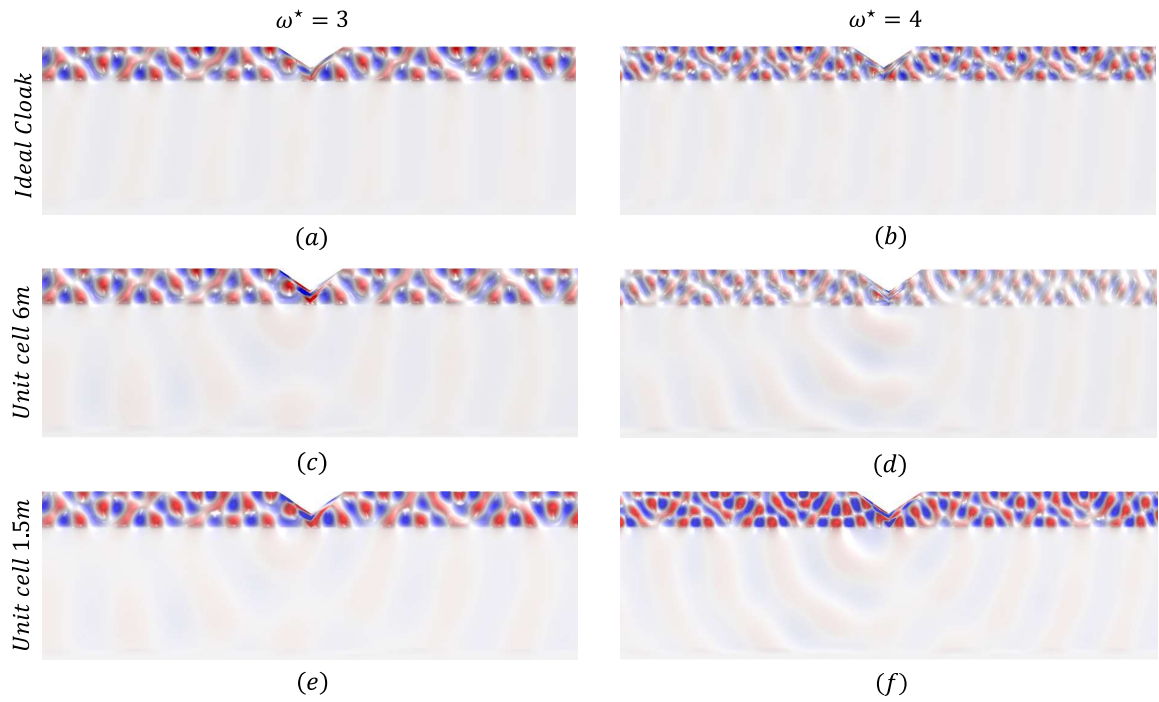 ω* = 3
ω* = 4
Ideal Cloak
(a)
(b)
Unit cell 6m
(c)
(d)
Unit cell 1.5m
(e)
(f)